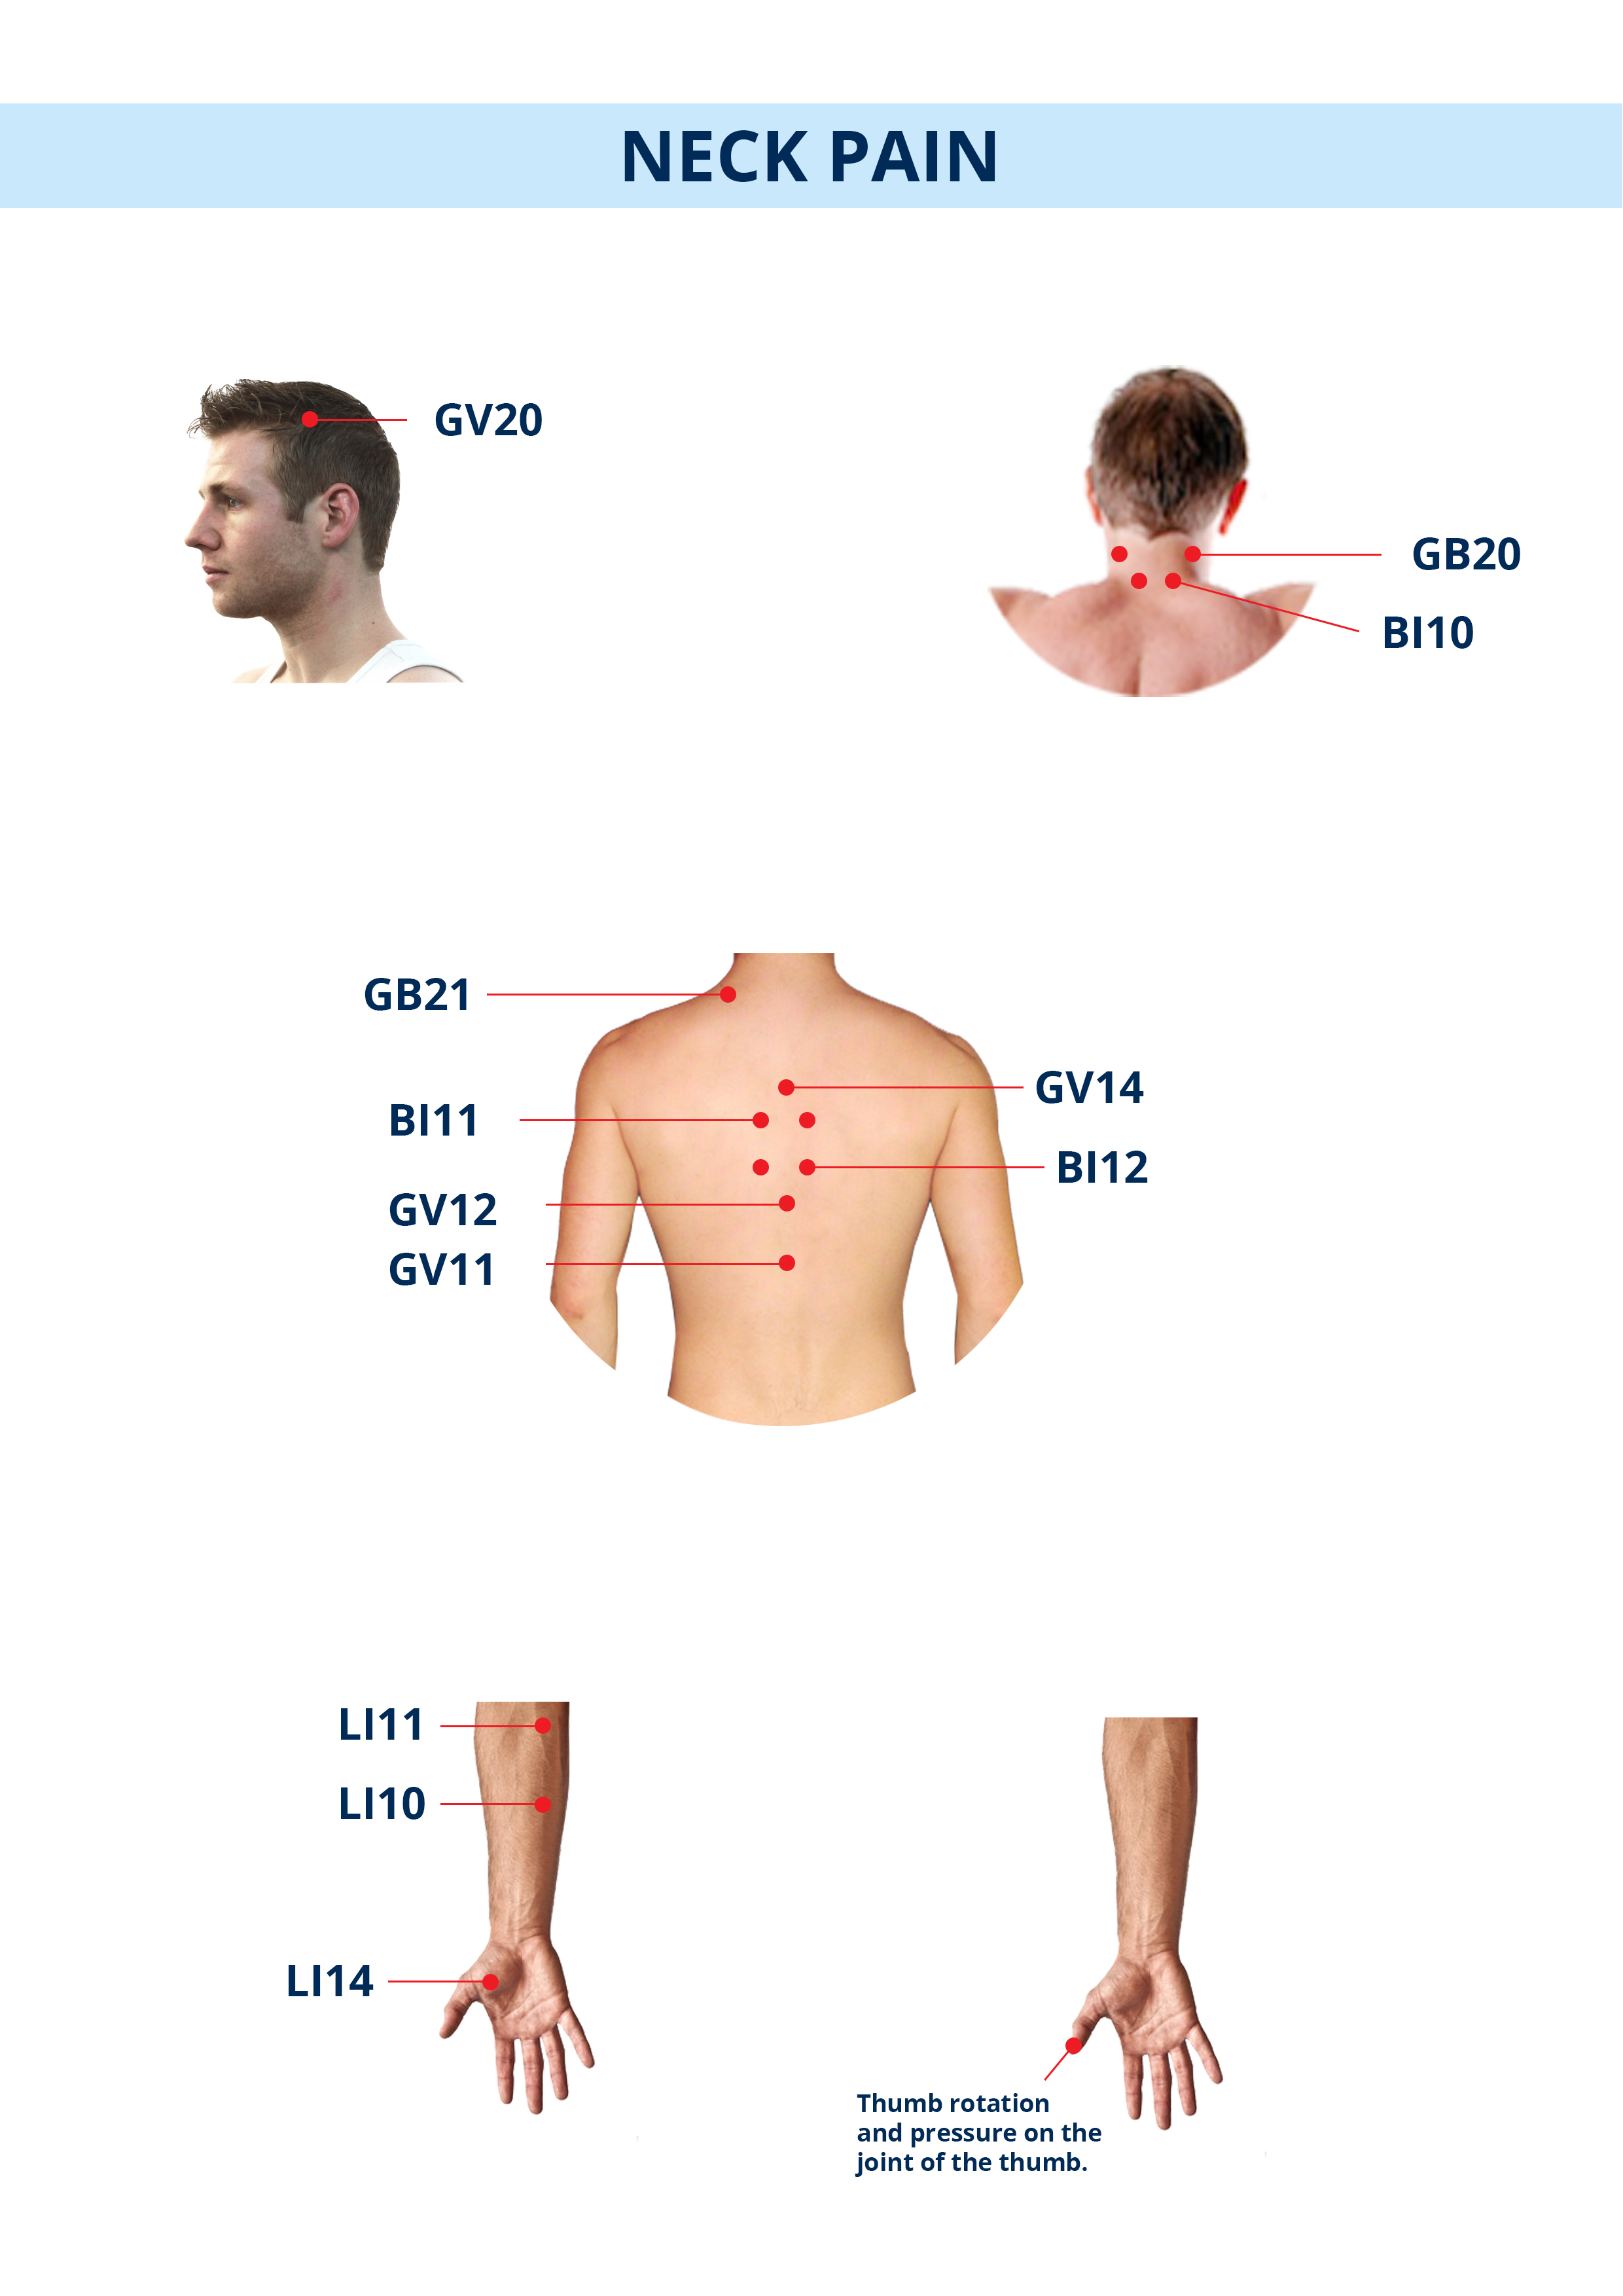 NECK PAIN
GV20
GB20
BI10
GB21
GV14
BI11
BI12
GV12
GV11
LI11
LI10
LI14
Thumb rotation
and pressure on the
joint of the thumb.